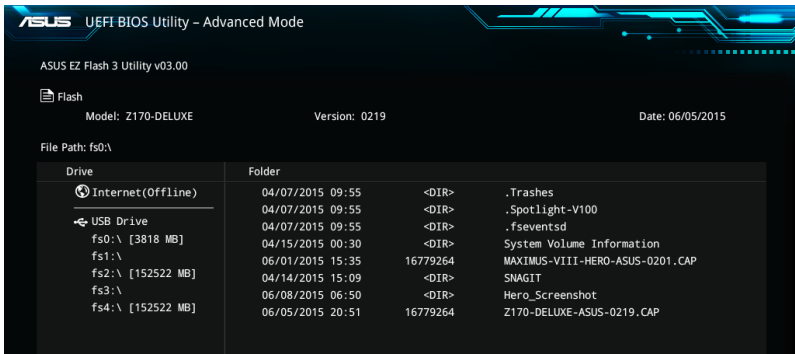 ASUS UEFI BIOS Utility – Advanced Mode
ASUS EZ Flash 3 Utility v03.00
Flash
Model: Z170-DELUXE Version: 0219 Date: 06/05/2015
File Path: fs0:\
Drive Folder
Internet(Offline) 04/07/2015 09:55 <DIR> .Trashes
04/07/2015 09:55 <DIR> .Spotlight-V100
USB Drive 04/07/2015 09:55 <DIR> .fseventsd
fs0:\ [3818 MB] 04/15/2015 00:30 <DIR> System Volume Information
fs1:\ 06/01/2015 15:35 16779264 MAXIMUS-VIII-HERO-ASUS-0201.CAP
fs2:\ [152522 MB] 04/14/2015 15:09 <DIR> SNAGIT
fs3:\ 06/08/2015 06:50 <DIR> Hero_Screenshot
fs4:\ [152522 MB] 06/05/2015 20:51 16779264 Z170-DELUXE-ASUS-0219.CAP